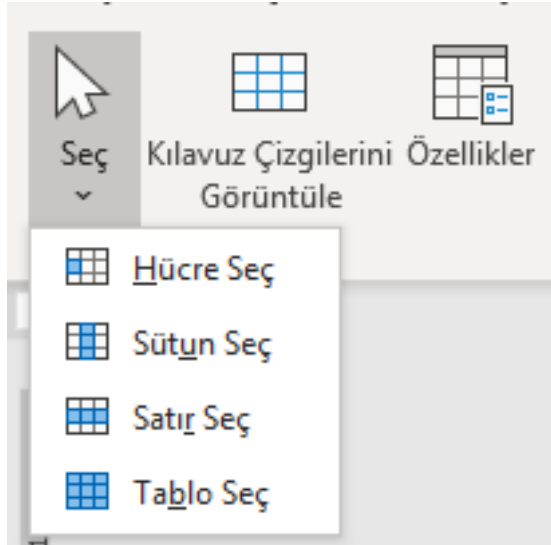 Seç
Kılavuz Çizgilerini
Görüntüle
Özellikler
Hücre Seç
Sütun Seç
Satır Seç
Tablo Seç